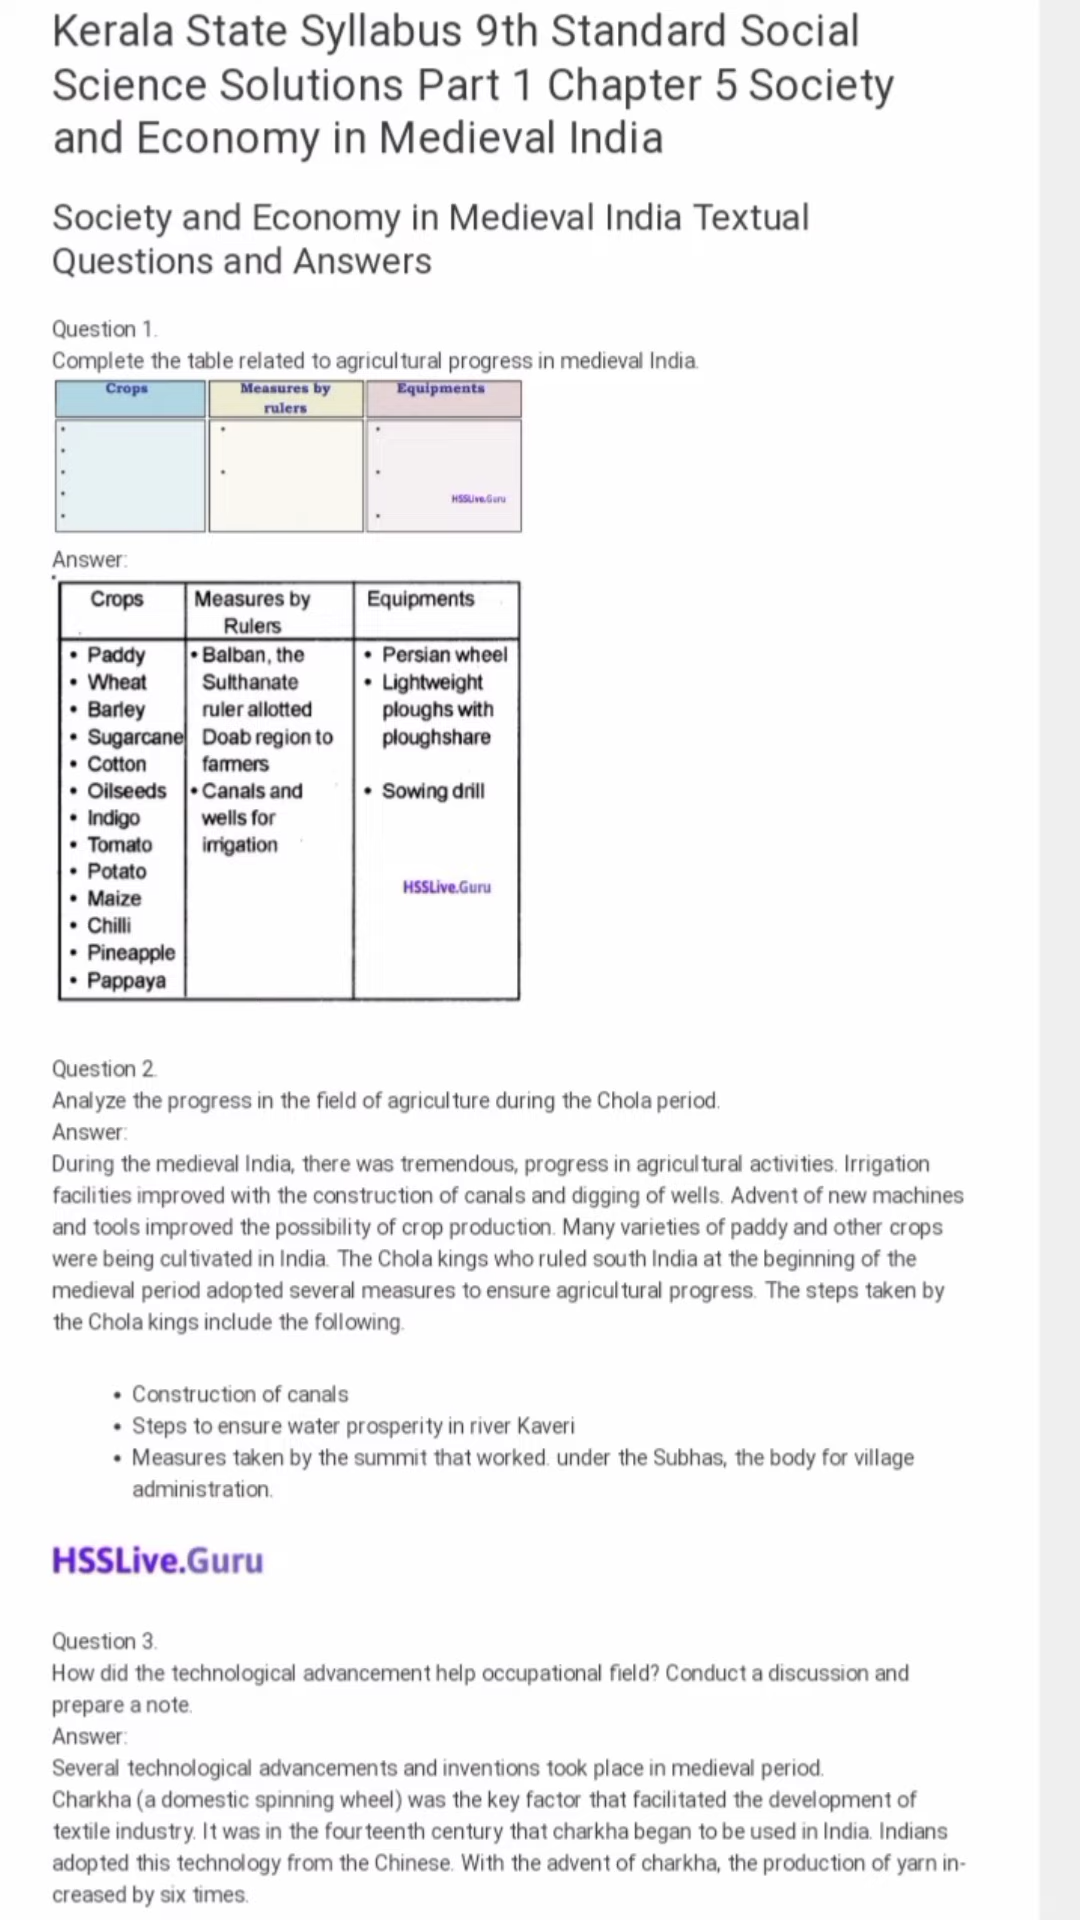 Kerala State Syllabus 9th Standard Social
Science Solutions Part 1 Chapter 5 Society
and Economy in Medieval India
Society and Economy in Medieval India Textual
Questions and Answers
Question 1.
Complete the table related to agricultural progress in medieval India.
Crops
Measures by
rulers
Equipments
HSSLive.Guru
Answer:
Crops
Measures by
Rulers
Equipments
• Paddy
• Wheat
• Barley
• Sugarcane
• Cotton
• Oilseeds
• Indigo
• Tomato
• Potato
• Maize
• Chilli
• Pineapple
• Pappaya
• Balban, the
Sulthanate
ruler allotted
Doab region to
farmers
• Canals and
wells for
irrigation
• Persian wheel
• Lightweight
ploughs with
ploughshare
• Sowing drill
HSSLive.Guru
Question 2.
Analyze the progress in the field of agriculture during the Chola period.
Answer:
During the medieval India, there was tremendous, progress in agricultural activities. Irrigation
facilities improved with the construction of canals and digging of wells. Advent of new machines
and tools improved the possibility of crop production. Many varieties of paddy and other crops
were being cultivated in India. The Chola kings who ruled south India at the beginning of the
medieval period adopted several measures to ensure agricultural progress. The steps taken by
the Chola kings include the following.
• Construction of canals
• Steps to ensure water prosperity in river Kaveri
• Measures taken by the summit that worked. under the Subhas, the body for village
administration.
HSSLive.Guru
Question 3.
How did the technological advancement help occupational field? Conduct a discussion and
prepare a note.
Answer:
Several technological advancements and inventions took place in medieval period.
Charkha (a domestic spinning wheel) was the key factor that facilitated the development of
textile industry. It was in the fourteenth century that charkha began to be used in India. Indians
adopted this technology from the Chinese. With the advent of charkha, the production of yarn in-
creased by six times.